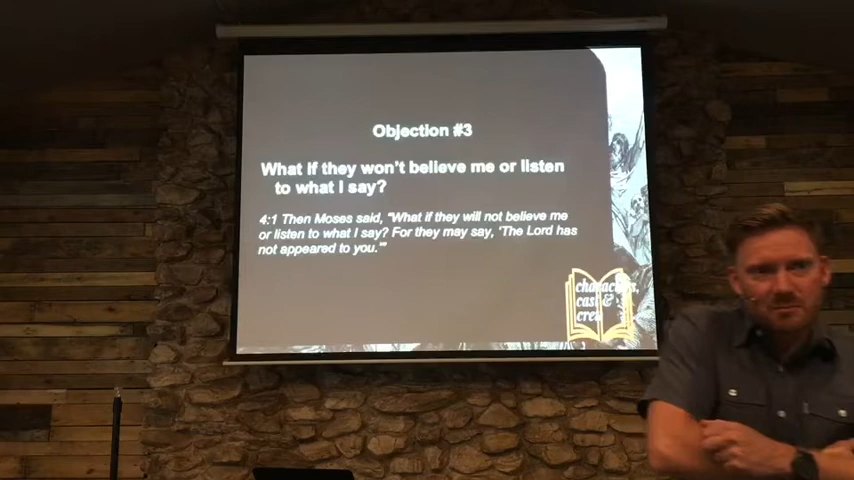 Objection #3
What if they won't believe me or listen
to what I say?
4:1 Then Moses said, "What if they will not believe me
or listen to what I say? For they may say, 'The Lord has
not appeared to you.'"
characters,
cast &
crew